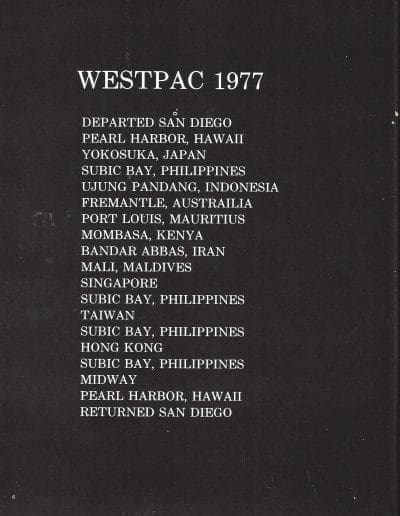 WESTPAC 1977
DEPARTED SAN DIEGO
PEARL HARBOR, HAWAII
YOKOSUKA, JAPAN
SUBIC BAY, PHILIPPINES
UJUNG PANDANG, INDONESIA
FREMANTLE, AUSTRAILIA
PORT LOUIS, MAURITIUS
MOMBASA, KENYA
BANDAR ABBAS, IRAN
MALI, MALDIVES
SINGAPORE
SUBIC BAY, PHILIPPINES
TAIWAN
SUBIC BAY, PHILIPPINES
HONG KONG
SUBIC BAY, PHILIPPINES
MIDWAY
PEARL HARBOR, HAWAII
RETURNED SAN DIEGO